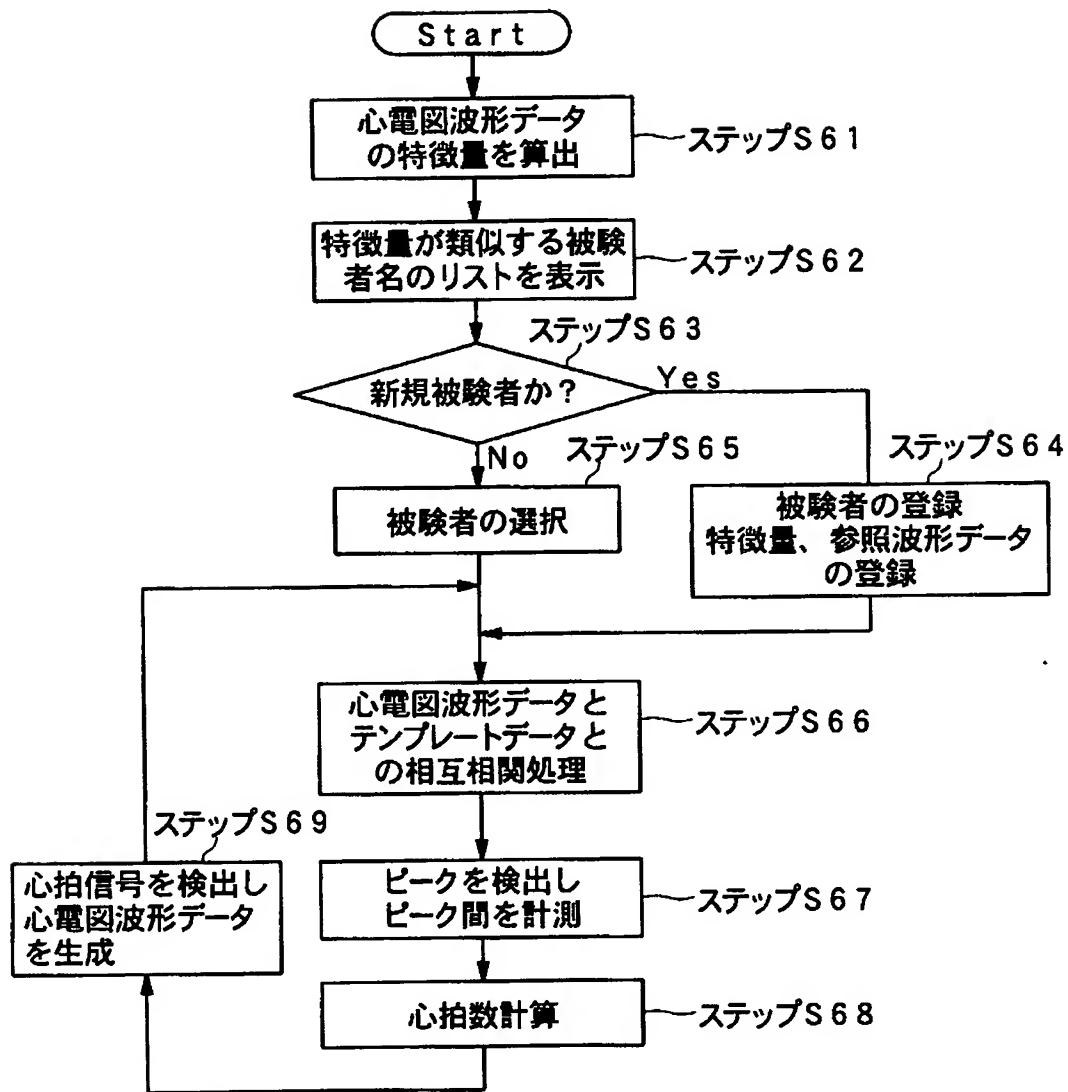 Start
心電図波形データ
の特徴量を算出
ステップS61
特徴量が類似する被験
者名のリストを表示
ステップS62
ステップS63
新規被験者か?
Yes
No
ステップS65
ステップS64
被験者の選択
被験者の登録
特徴量、参照波形データ
の登録
心電図波形データと
テンプレートデータと
の相互相関処理
ステップS66
ステップS69
心拍信号を検出し
心電図波形データ
を生成
ピークを検出し
ピーク間を計測
ステップS67
心拍数計算
ステップS68